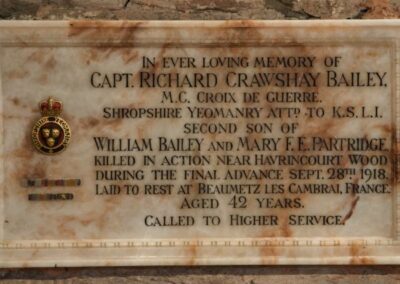 IN EVER LOVING MEMORY OF
CAPT. RICHARD CRAWSHAY BAILEY,
M.C. CROIX DE GUERRE.
SHROPSHIRE YEOMANRY ATTD TO K.S.L.I.
SECOND SON OF
WILLIAM BAILEY AND MARY F. E. PARTRIDGE,
KILLED IN ACTION NEAR HAVRINCOURT WOOD
DURING THE FINAL ADVANCE SEPT. 28TH 1918.
LAID TO REST AT BEAUMETZ LES CAMBRAI, FRANCE.
AGED 42 YEARS.
CALLED TO HIGHER SERVICE.